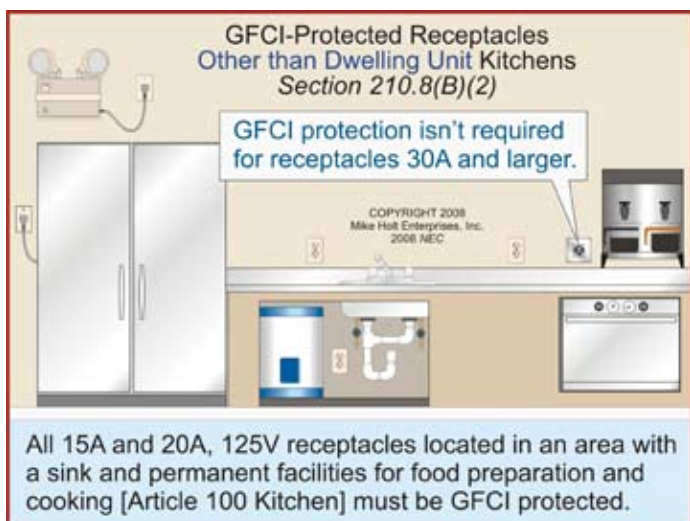 GFCI-Protected Receptacles
Other than Dwelling Unit Kitchens
Section 210.8(B)(2)
GFCI protection isn't required
for receptacles 30A and larger.
COPYRIGHT 2008
Mike Holt Enterprises, Inc.
2008 NEC
All 15A and 20A, 125V receptacles located in an area with
a sink and permanent facilities for food preparation and
cooking [Article 100 Kitchen] must be GFCI protected.